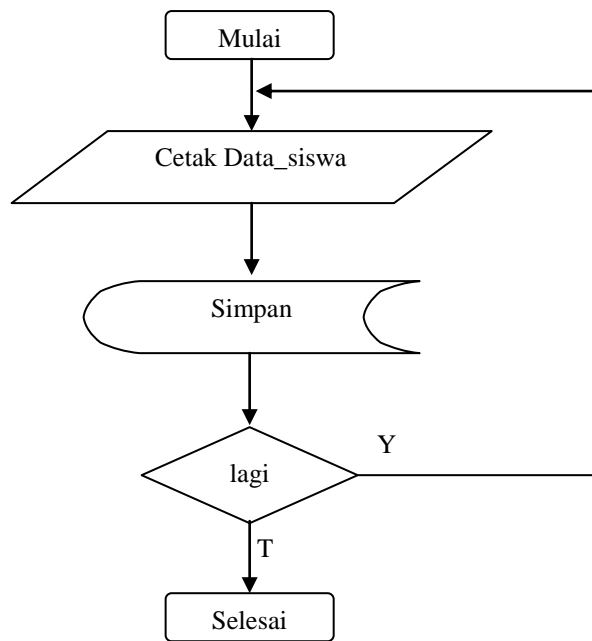 Mulai
Cetak Data_siswa
Simpan
Y
lagi
T
Selesai